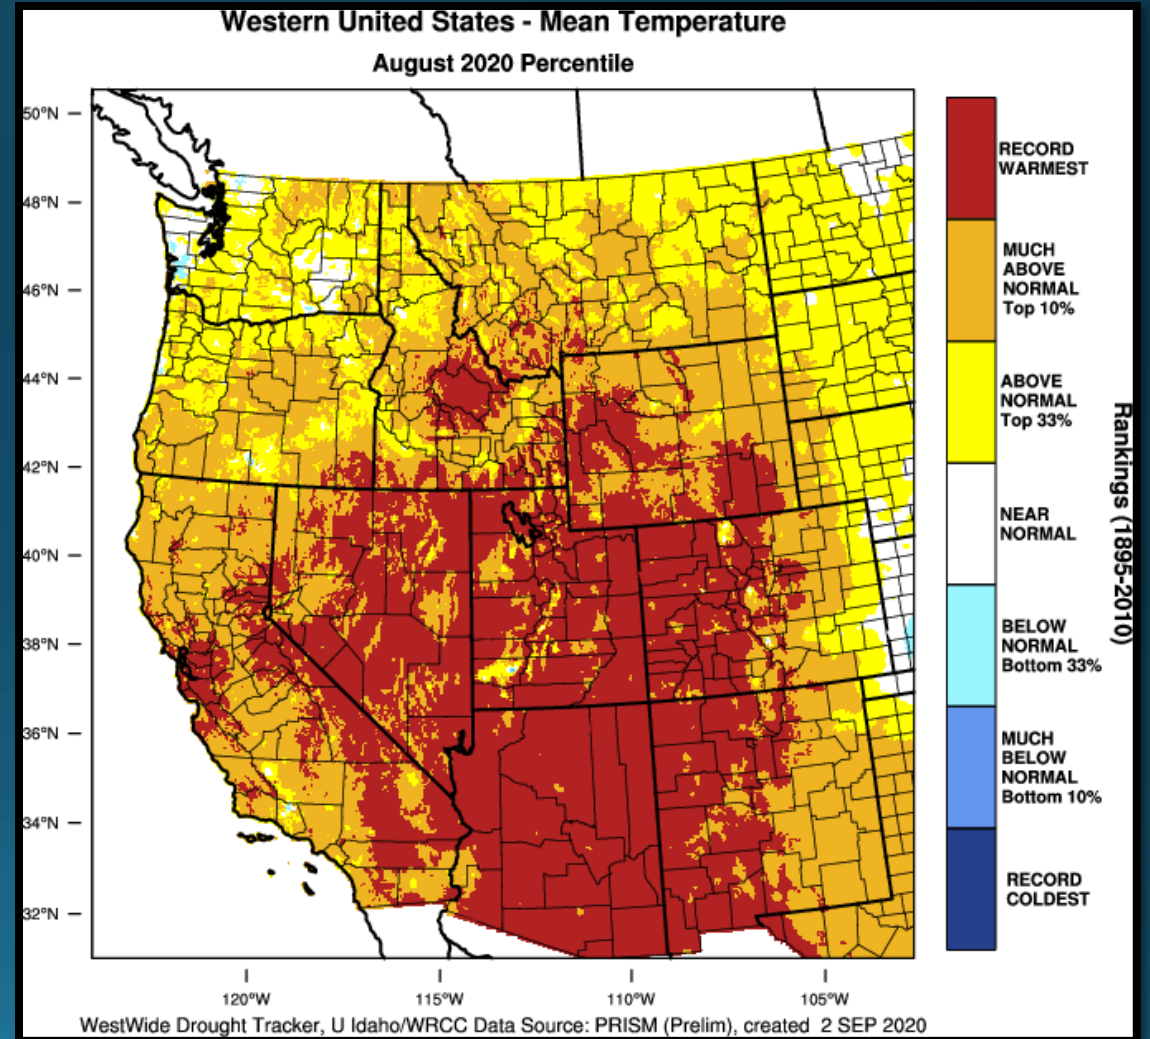 Western United States - Mean Temperature
August 2020 Percentile
50°N
48°N
46°N
44°N
42°N
40°N
38°N
36°N
34°N
32°N
120°W
115°W
110°W
105°W
RECORD
WARMEST
MUCH
ABOVE
NORMAL
Top 10%
ABOVE
NORMAL
Top 33%
NEAR
NORMAL
BELOW
NORMAL
Bottom 33%
MUCH
BELOW
NORMAL
Bottom 10%
RECORD
COLDEST
Rankings (1895-2010)
WestWide Drought Tracker, U Idaho/WRCC Data Source: PRISM (Prelim), created 2 SEP 2020